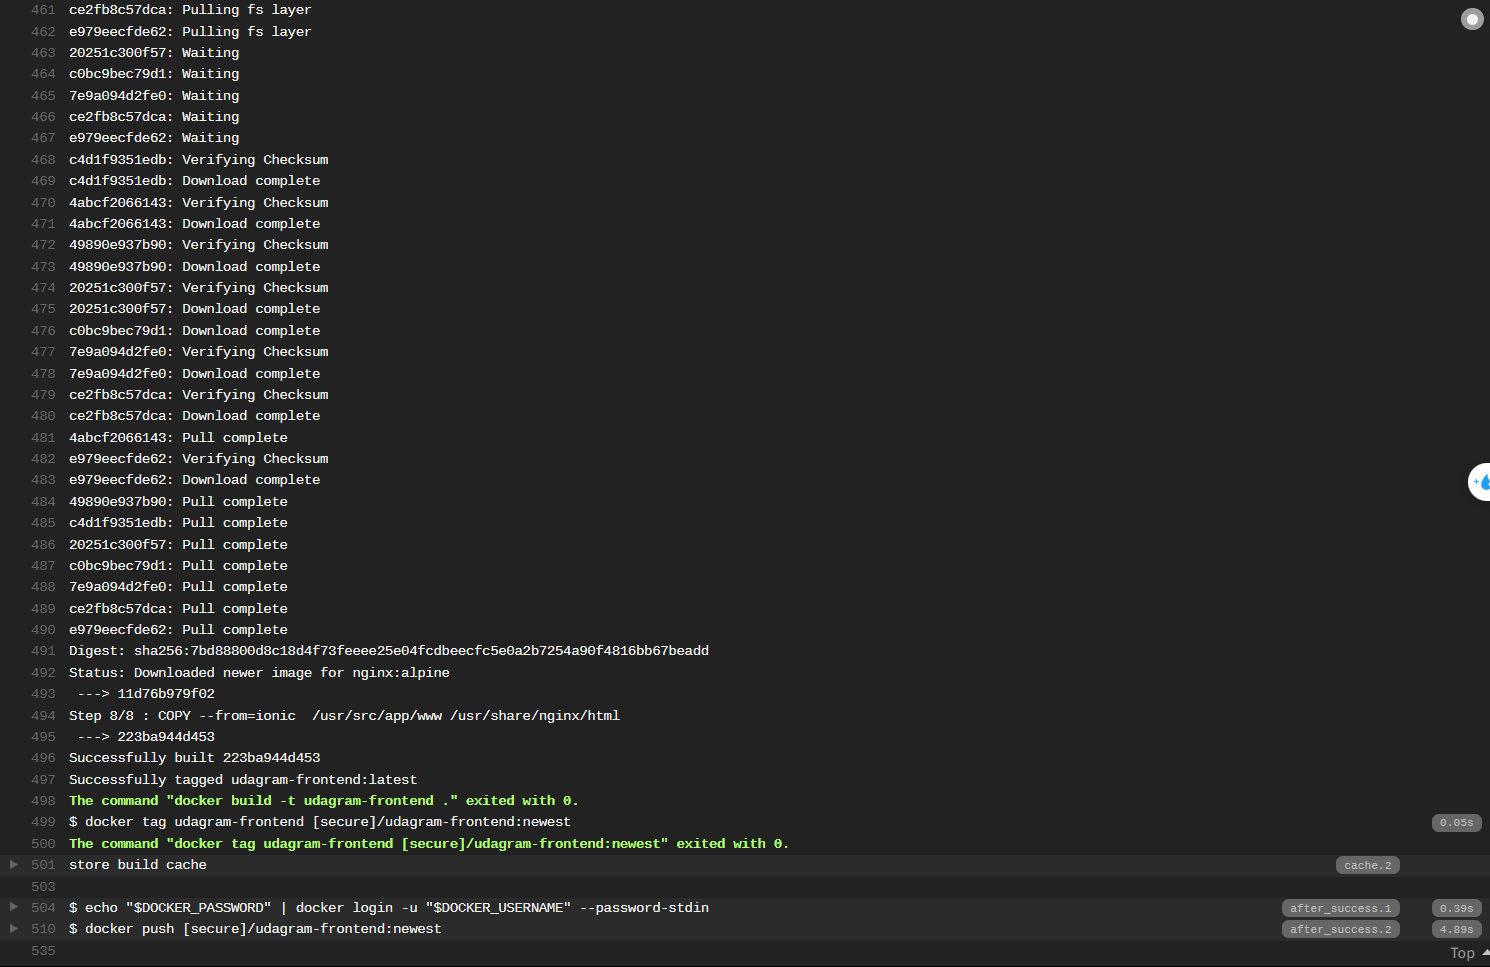 461 ce2fb8c57dca: Pulling fs layer
462 e979eecfde62: Pulling fs layer
463 20251c300f57: Waiting
464 c0bc9bec79d1: Waiting
465 7e9a094d2fe0: Waiting
466 ce2fb8c57dca: Waiting
467 e979eecfde62: Waiting
468 c4d1f9351edb: Verifying Checksum
469 c4d1f9351edb: Download complete
470 4abcf2066143: Verifying Checksum
471 4abcf2066143: Download complete
472 49890e937b90: Verifying Checksum
473 49890e937b90: Download complete
474 20251c300f57: Verifying Checksum
475 20251c300f57: Download complete
476 c0bc9bec79d1: Download complete
477 7e9a094d2fe0: Verifying Checksum
478 7e9a094d2fe0: Download complete
479 ce2fb8c57dca: Verifying Checksum
480 ce2fb8c57dca: Download complete
481 4abcf2066143: Pull complete
482 e979eecfde62: Verifying Checksum
483 e979eecfde62: Download complete
484 49890e937b90: Pull complete
485 c4d1f9351edb: Pull complete
486 20251c300f57: Pull complete
487 c0bc9bec79d1: Pull complete
488 7e9a094d2fe0: Pull complete
489 ce2fb8c57dca: Pull complete
490 e979eecfde62: Pull complete
491 Digest: sha256:7bd88800d8c18d4f73feeee25e04fcdbeecfc5e0a2b7254a90f4816bb67beadd
492 Status: Downloaded newer image for nginx:alpine
493 ---> 11d76b979f02
494 Step 8/8 : COPY --from=ionic  /usr/src/app/www /usr/share/nginx/html
495 ---> 223ba944d453
496 Successfully built 223ba944d453
497 Successfully tagged udagram-frontend:latest
498 The command "docker build -t udagram-frontend ." exited with 0.
499 $ docker tag udagram-frontend [secure]/udagram-frontend:newest 0.05s
500 The command "docker tag udagram-frontend [secure]/udagram-frontend:newest" exited with 0.
501 store build cache cache.2
503
504 $ echo "$DOCKER_PASSWORD" | docker login -u "$DOCKER_USERNAME" --password-stdin after_success.1 0.39s
510 $ docker push [secure]/udagram-frontend:newest after_success.2 4.89s
535
Top